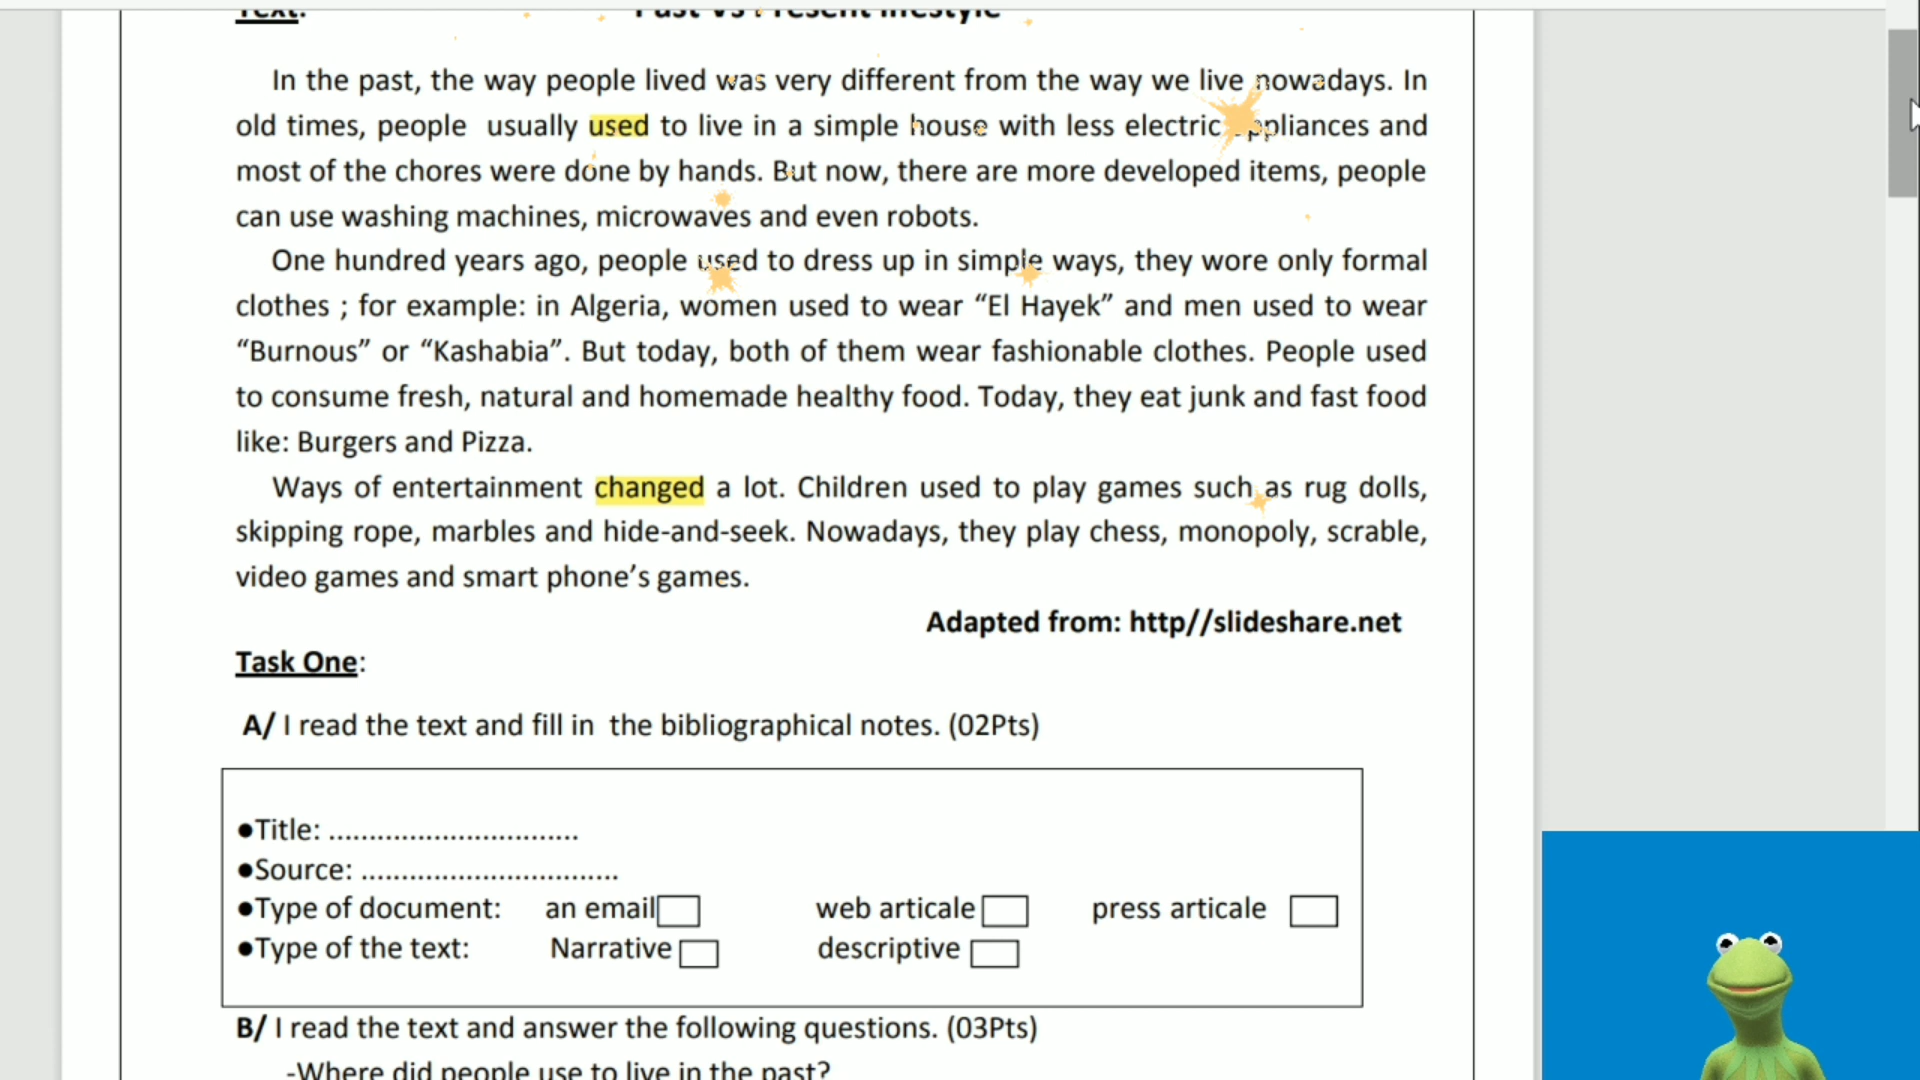 Text: Past Vs Present lifestyle
In the past, the way people lived was very different from the way we live nowadays. In
old times, people usually used to live in a simple house with less electric appliances and
most of the chores were done by hands. But now, there are more developed items, people
can use washing machines, microwaves and even robots.
One hundred years ago, people used to dress up in simple ways, they wore only formal
clothes ; for example: in Algeria, women used to wear “El Hayek” and men used to wear
“Burnous” or “Kashabia”. But today, both of them wear fashionable clothes. People used
to consume fresh, natural and homemade healthy food. Today, they eat junk and fast food
like: Burgers and Pizza.
Ways of entertainment changed a lot. Children used to play games such as rug dolls,
skipping rope, marbles and hide-and-seek. Nowadays, they play chess, monopoly, scrable,
video games and smart phone’s games.
Adapted from: http//slideshare.net
Task One:
A/ I read the text and fill in the bibliographical notes. (02Pts)
●Title: ...............................
●Source: ................................
●Type of document: an email web articale press articale
●Type of the text: Narrative descriptive
B/ I read the text and answer the following questions. (03Pts)
-Where did people use to live in the past?